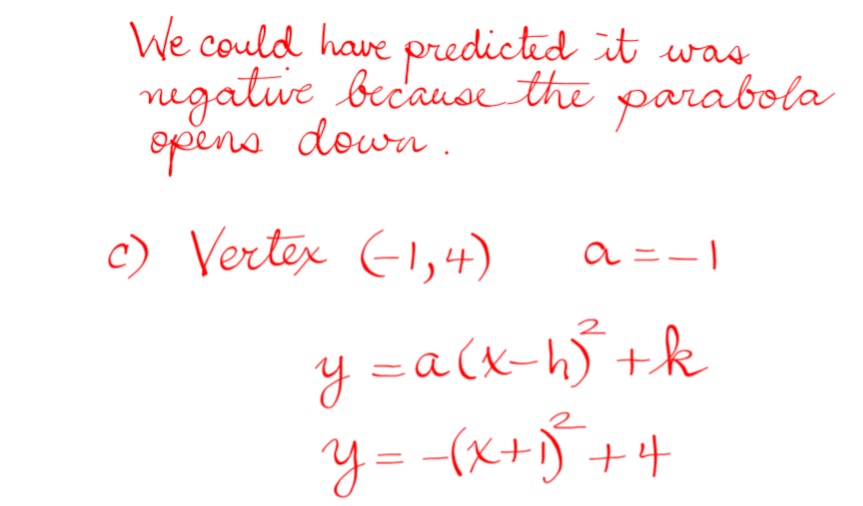 We could have predicted it was
negative because the parabola
opens down.
c) Vertex (-1,4) a = -1
y = a(x-h)² + k
y = -(x+1)² + 4